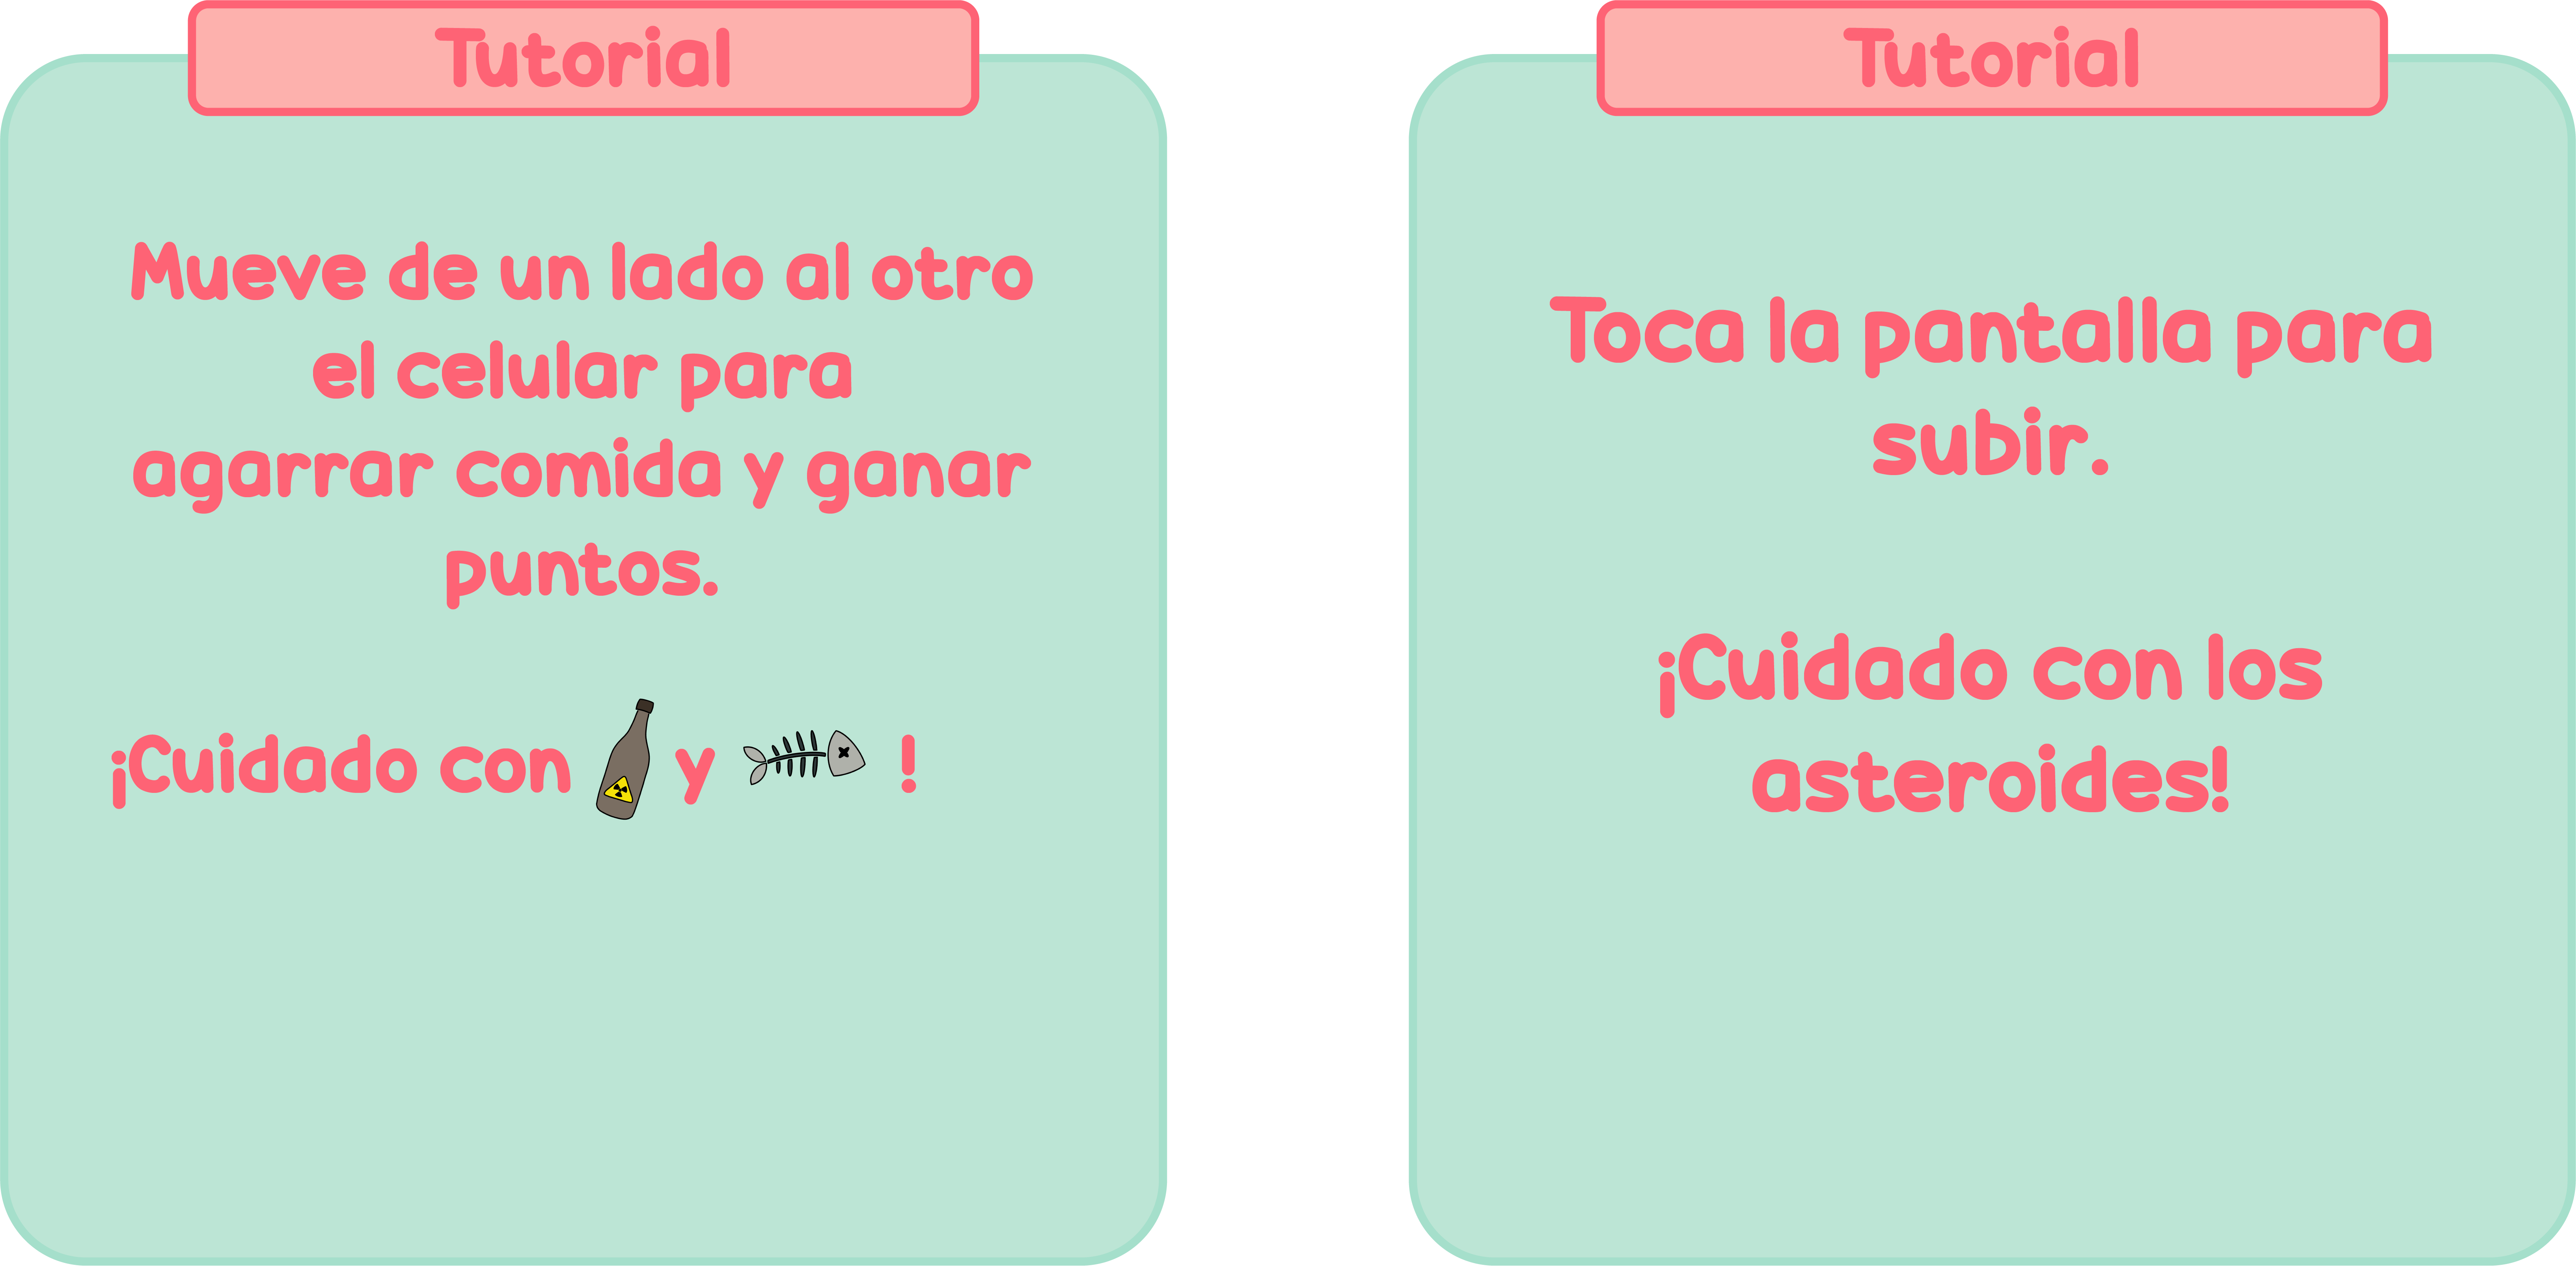 Tutorial
Mueve de un lado al otro
el celular para
agarrar comida y ganar
puntos.
¡Cuidado con y !
Tutorial
Toca la pantalla para
subir.
¡Cuidado con los
asteroides!